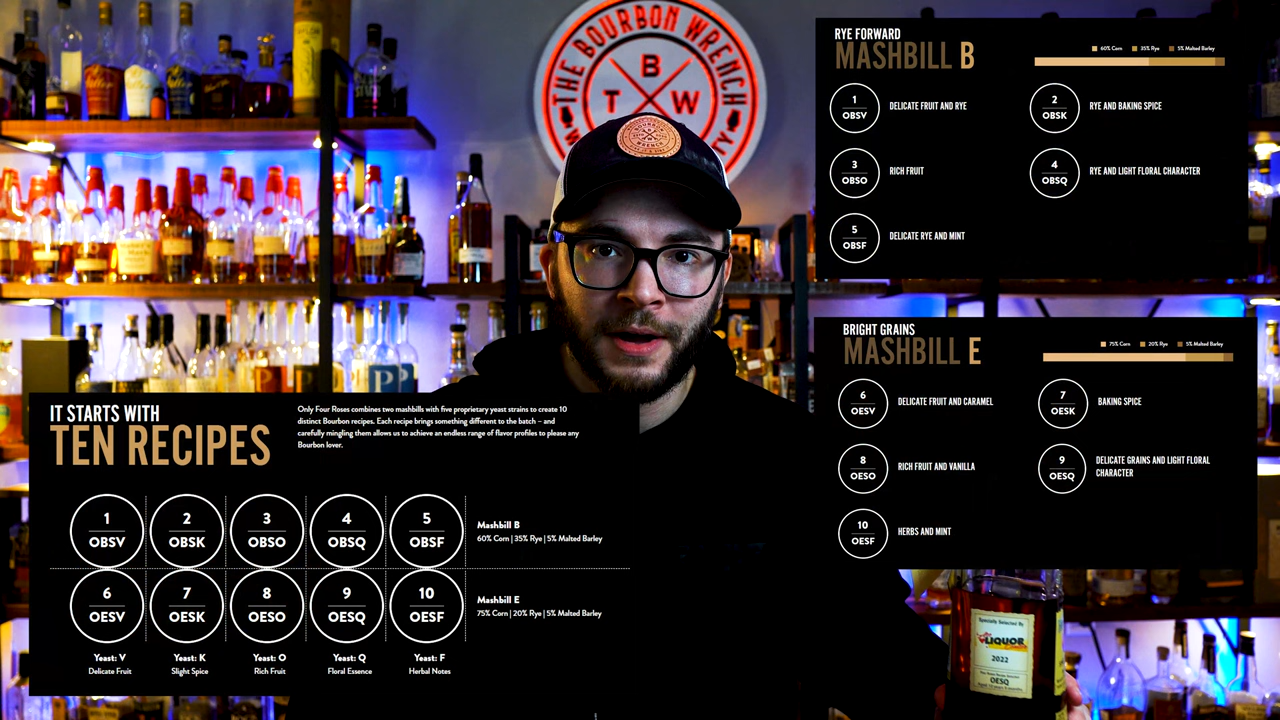 THE BOURBON WRENCH
B
T W
RYE FORWARD
MASHBILL B
60% Corn 35% Rye 5% Malted Barley
1
OBSV
DELICATE FRUIT AND RYE
2
OBSK
RYE AND BAKING SPICE
3
OBSO
RICH FRUIT
4
OBSQ
RYE AND LIGHT FLORAL CHARACTER
5
OBSF
DELICATE RYE AND MINT
BRIGHT GRAINS
MASHBILL E
75% Corn 20% Rye 5% Malted Barley
6
OESV
DELICATE FRUIT AND CARAMEL
7
OESK
BAKING SPICE
8
OESO
RICH FRUIT AND VANILLA
9
OESQ
DELICATE GRAINS AND LIGHT FLORAL
CHARACTER
10
OESF
HERBS AND MINT
IT STARTS WITH
TEN RECIPES
Only Four Roses combines two mashbills with five proprietary yeast strains to create 10
distinct Bourbon recipes. Each recipe brings something different to the batch – and
carefully mingling them allows us to achieve an endless range of flavor profiles to please any
Bourbon lover.
1
OBSV
2
OBSK
3
OBSO
4
OBSQ
5
OBSF
Mashbill B
60% Corn | 35% Rye | 5% Malted Barley
6
OESV
7
OESK
8
OESO
9
OESQ
10
OESF
Mashbill E
75% Corn | 20% Rye | 5% Malted Barley
Yeast: V
Delicate Fruit
Yeast: K
Slight Spice
Yeast: O
Rich Fruit
Yeast: Q
Floral Essence
Yeast: F
Herbal Notes
Specially Selected By
LIQUOR
2022
OESQ